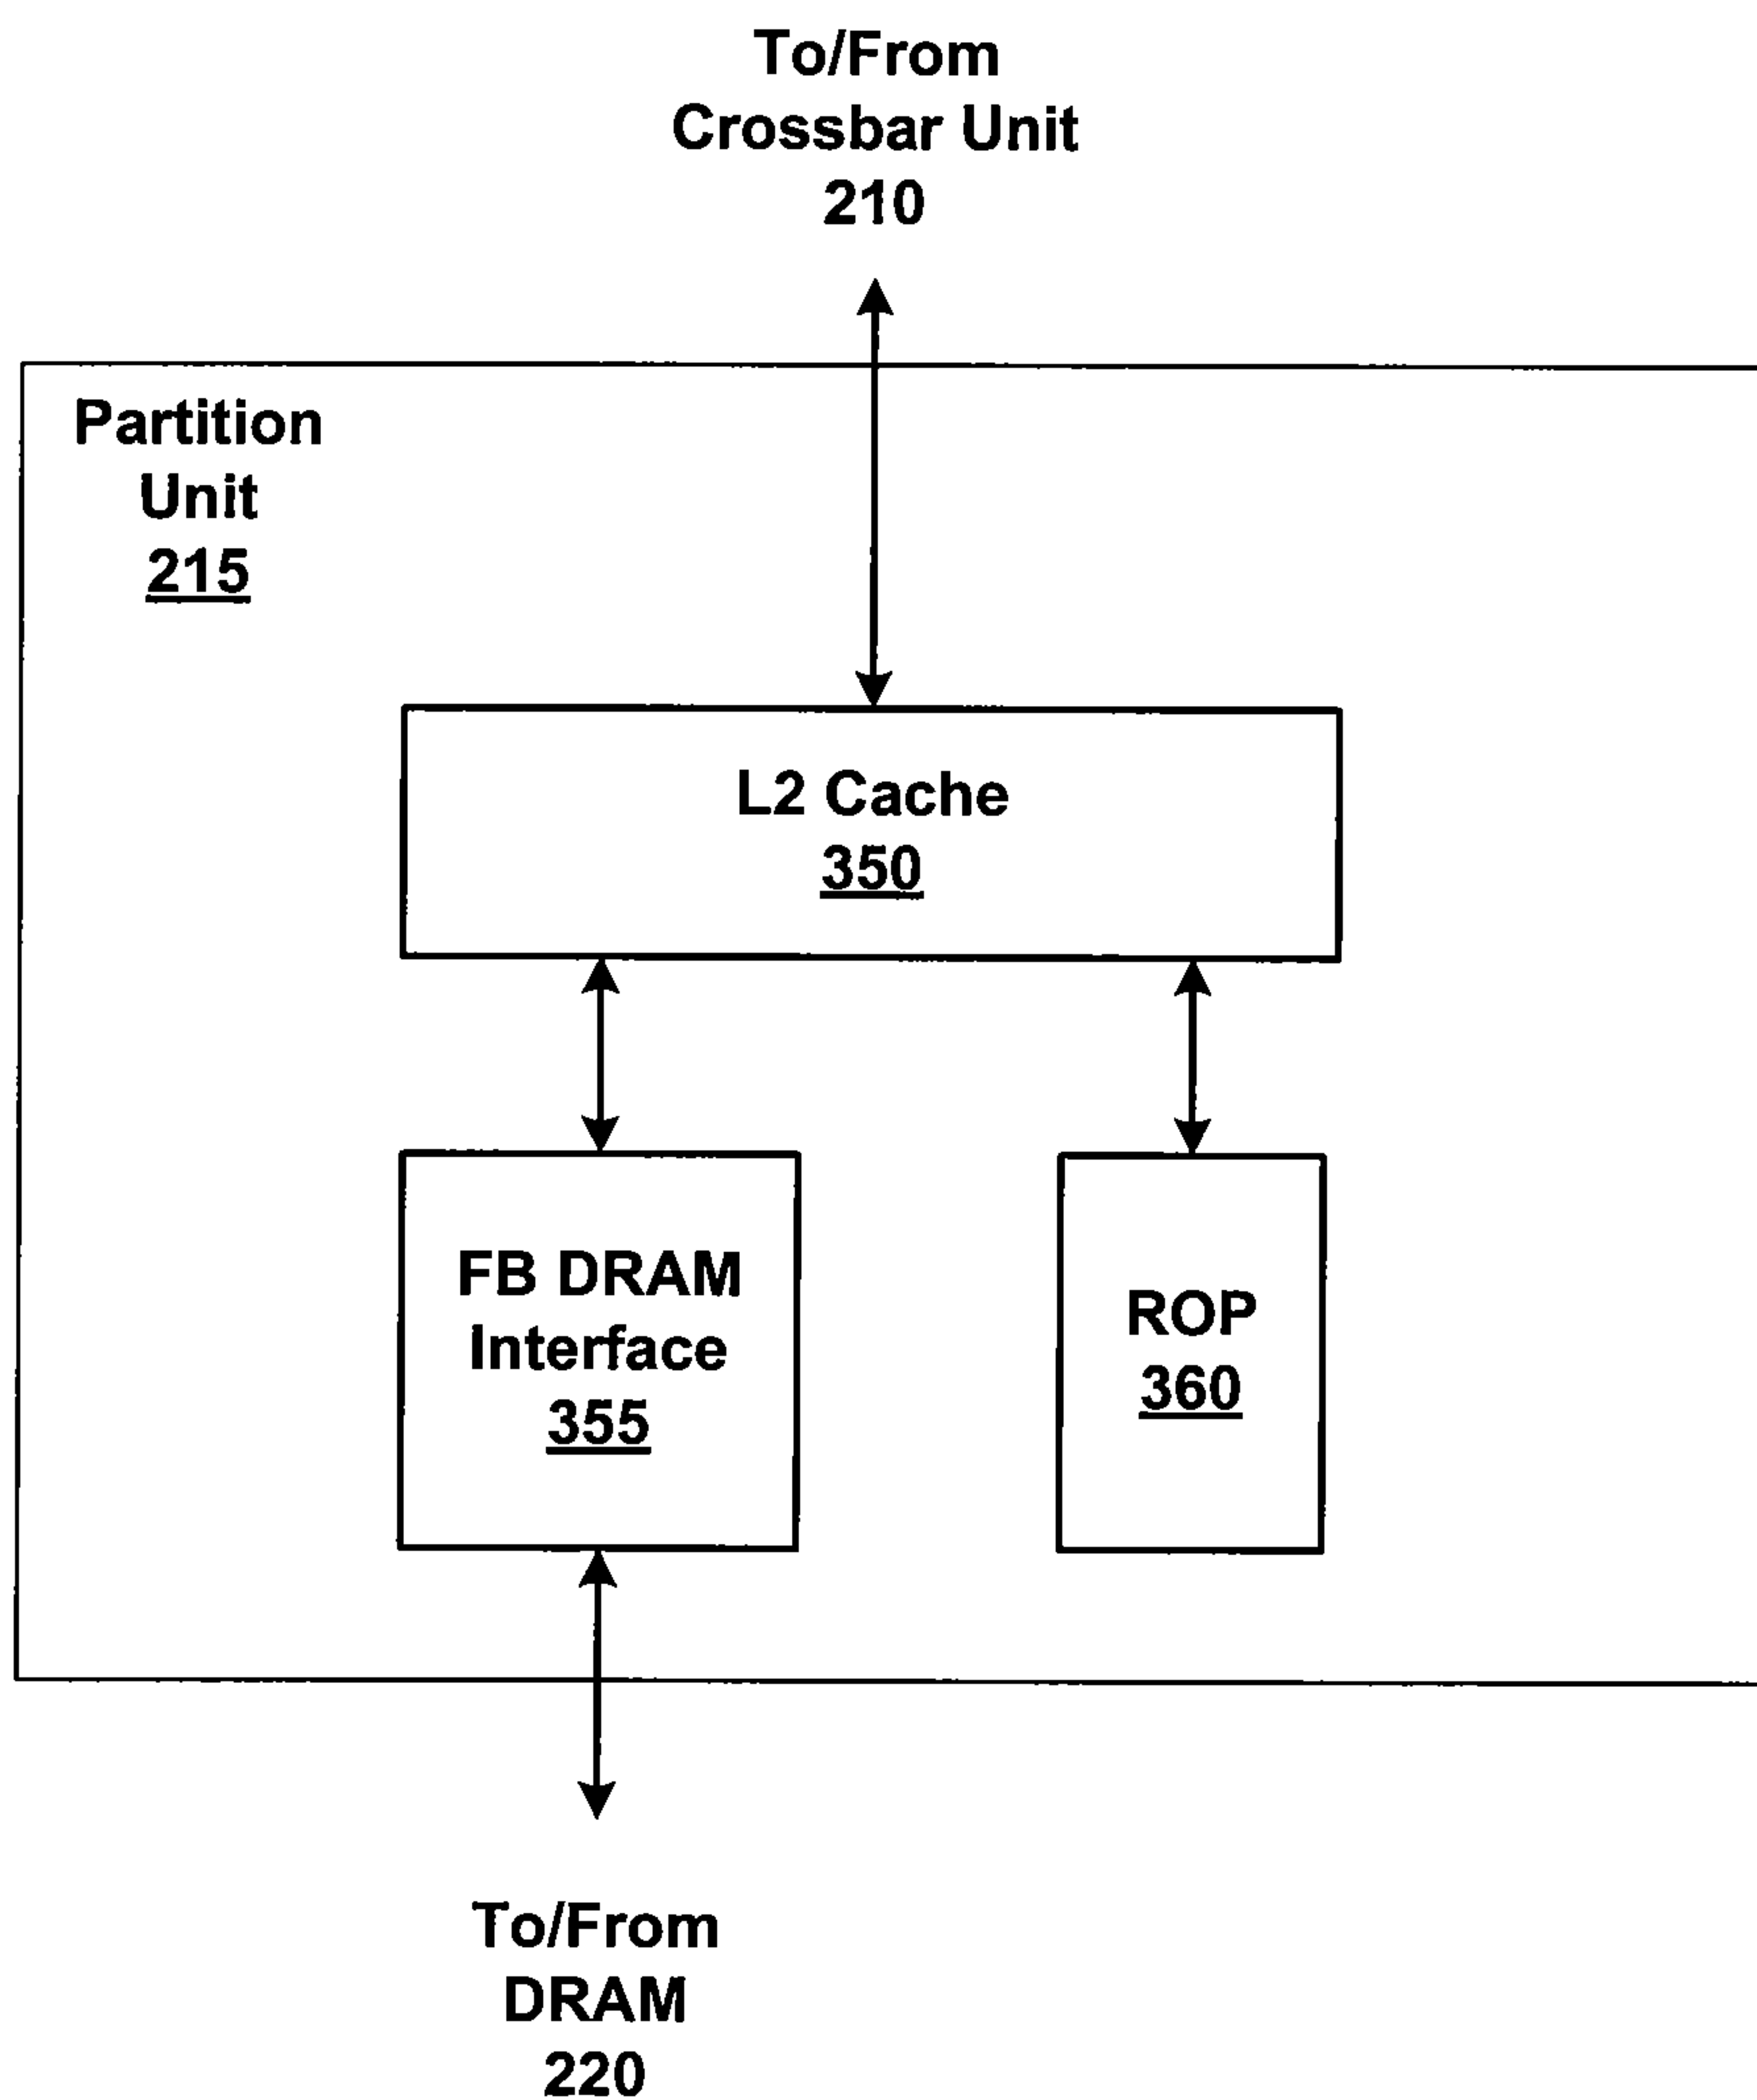 To/From
Crossbar Unit
210
Partition
Unit
215
L2 Cache
350
FB DRAM
Interface
355
ROP
360
To/From
DRAM
220